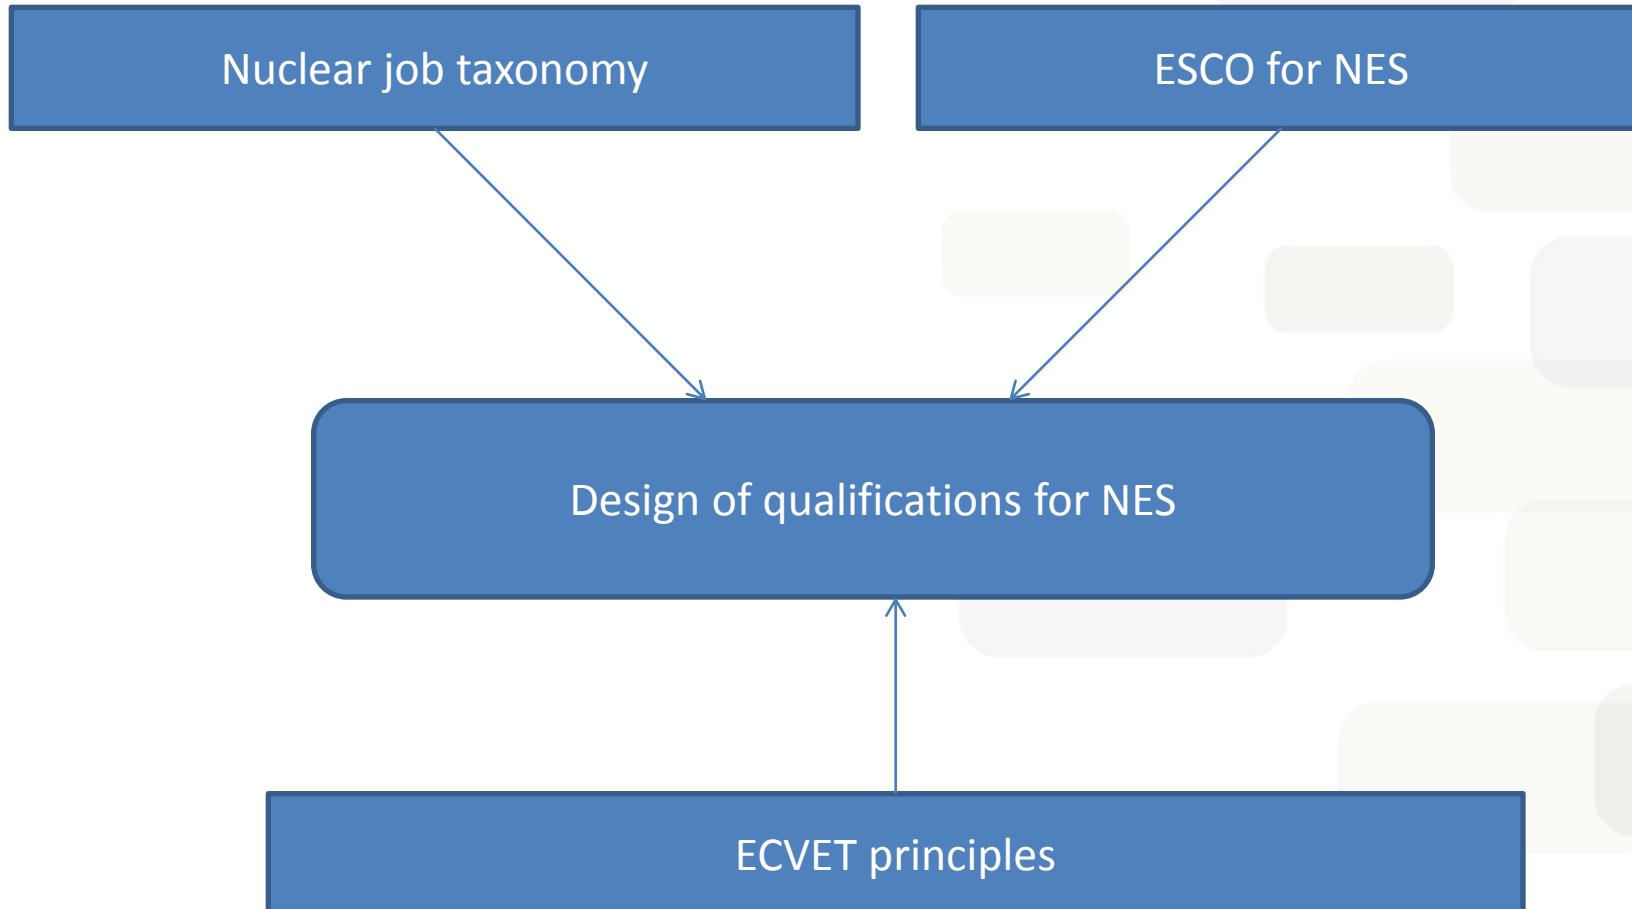 Nuclear job taxonomy
ESCO for NES
Design of qualifications for NES
ECVET principles